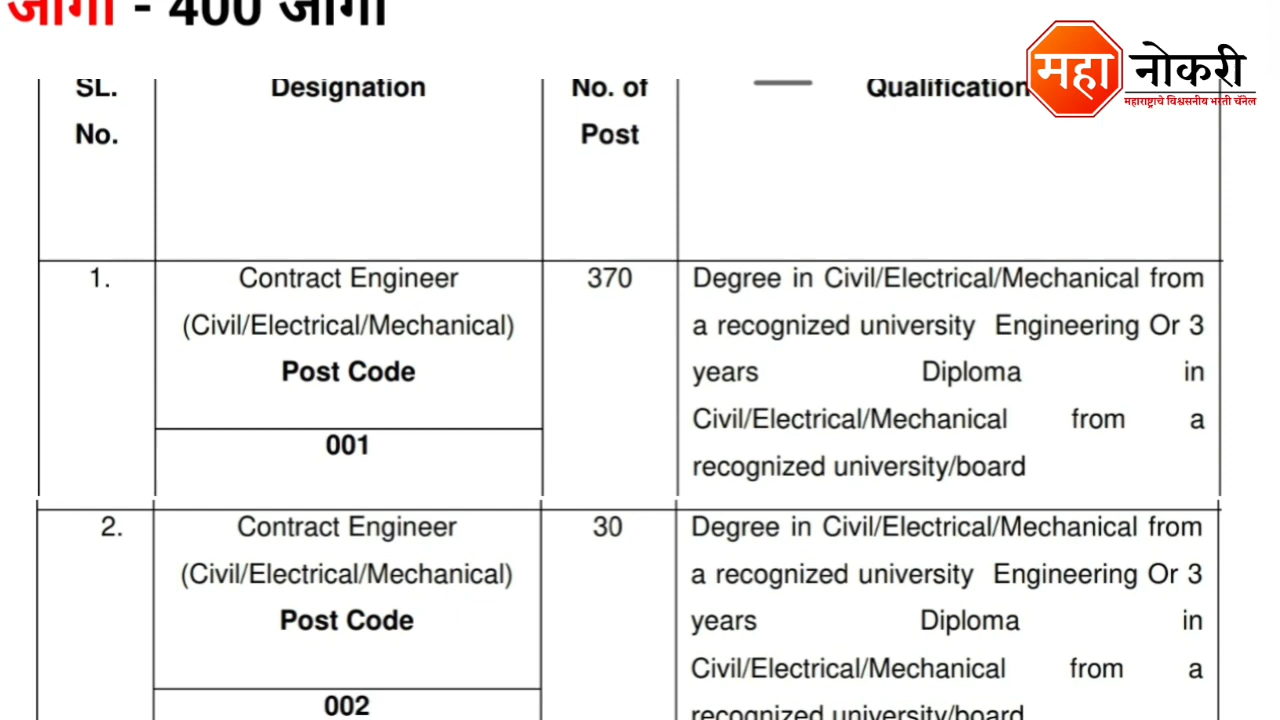 जागा - 400 जागा
महा नोकरी
महाराष्ट्राचे विश्वसनीय भरती चॅनेल
SL. No.
Designation
No. of Post
Qualification
1.
Contract Engineer
(Civil/Electrical/Mechanical)
Post Code
001
370
Degree in Civil/Electrical/Mechanical from
a recognized university Engineering Or 3
years Diploma in
Civil/Electrical/Mechanical from a
recognized university/board
2.
Contract Engineer
(Civil/Electrical/Mechanical)
Post Code
002
30
Degree in Civil/Electrical/Mechanical from
a recognized university Engineering Or 3
years Diploma in
Civil/Electrical/Mechanical from a
recognized university/board